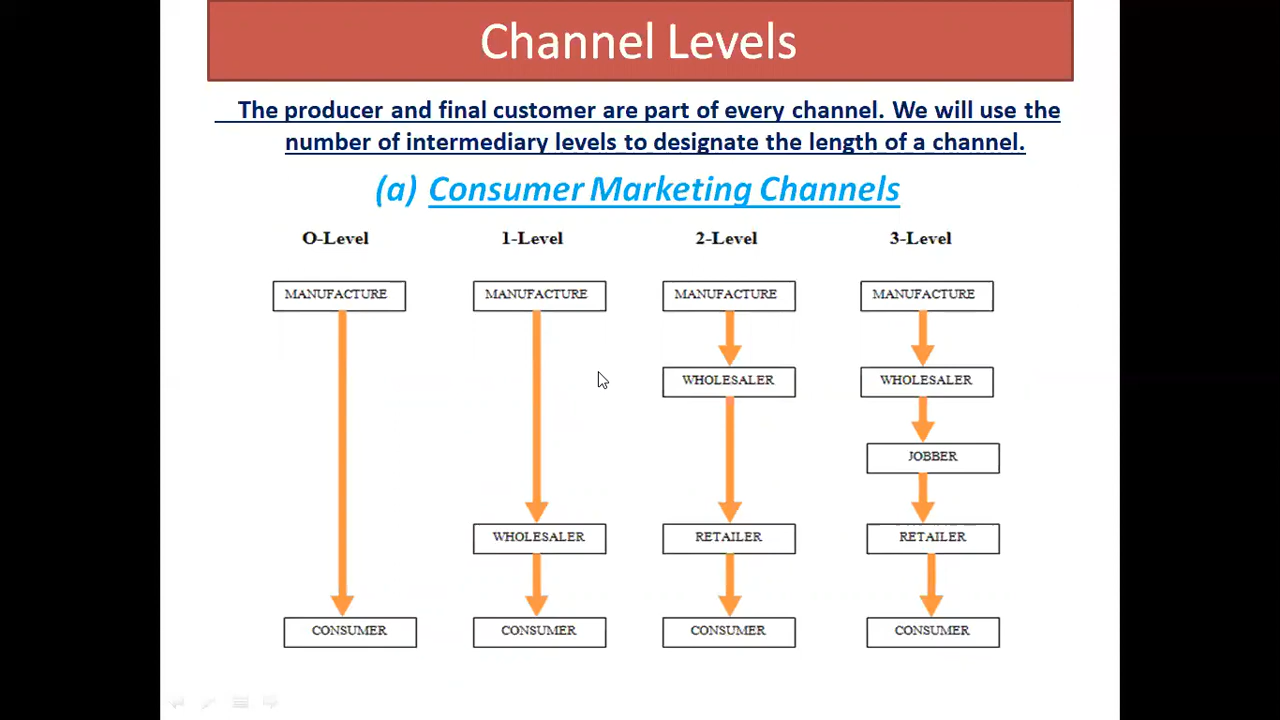 Channel Levels
The producer and final customer are part of every channel. We will use the
number of intermediary levels to designate the length of a channel.
(a) Consumer Marketing Channels
O-Level 1-Level 2-Level 3-Level
MANUFACTURE MANUFACTURE MANUFACTURE MANUFACTURE
WHOLESALER WHOLESALER
JOBBER
WHOLESALER RETAILER RETAILER
CONSUMER CONSUMER CONSUMER CONSUMER